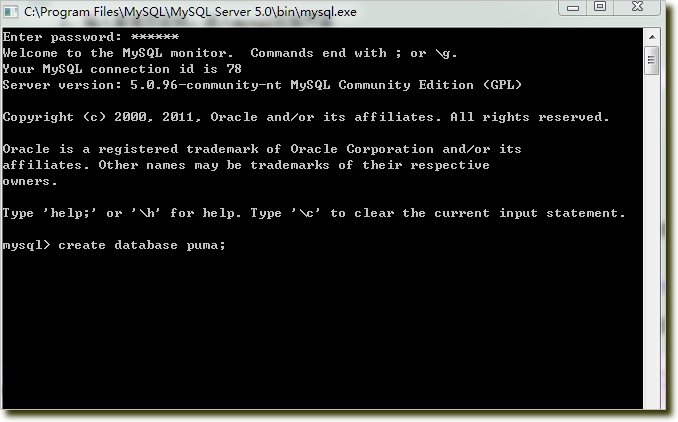 C:\Program Files\MySQL\MySQL Server 5.0\bin\mysql.exe
Enter password: ******
Welcome to the MySQL monitor.  Commands end with ; or \g.
Your MySQL connection id is 78
Server version: 5.0.96-community-nt MySQL Community Edition (GPL)
Copyright (c) 2000, 2011, Oracle and/or its affiliates. All rights reserved.
Oracle is a registered trademark of Oracle Corporation and/or its
affiliates. Other names may be trademarks of their respective
owners.
Type 'help;' or '\h' for help. Type '\c' to clear the current input statement.
mysql> create database puma;